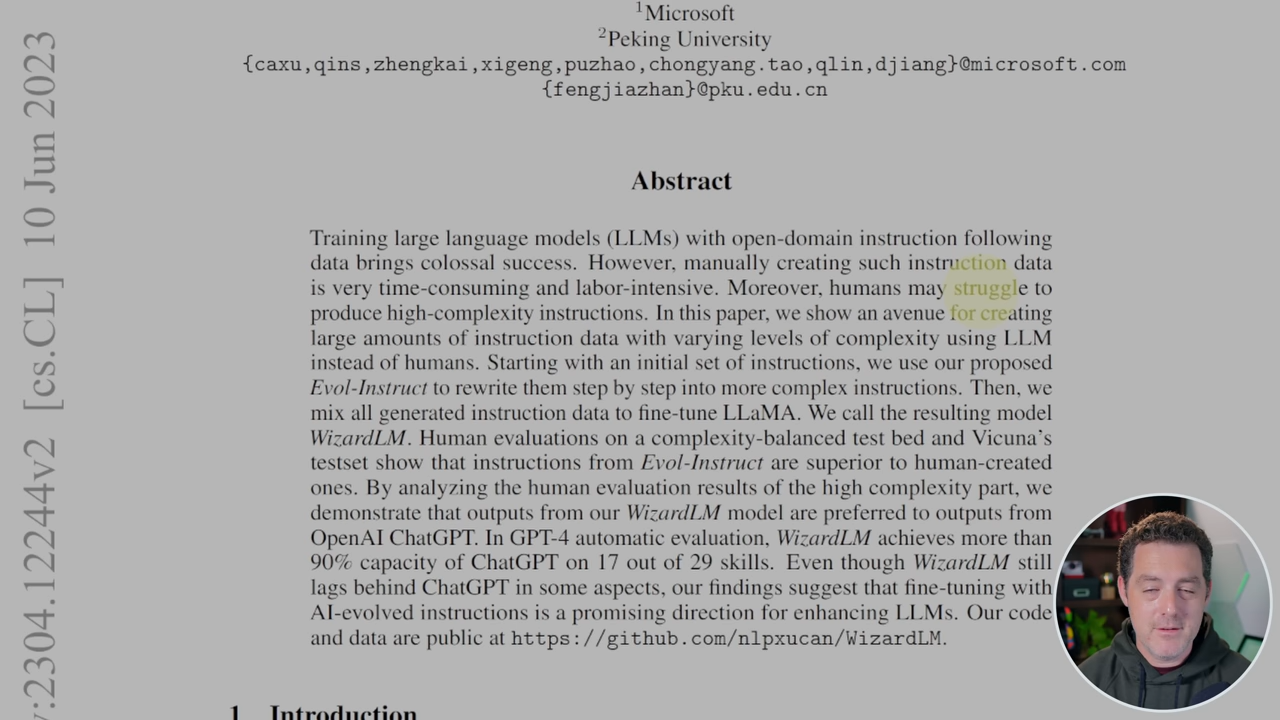 1Microsoft
2Peking University
{caxu,qins,zhengkai,xigeng,puzhao,chongyang.tao,qlin,djiang}@microsoft.com
{fengjiazhan}@pku.edu.cn
Abstract
Training large language models (LLMs) with open-domain instruction following
data brings colossal success. However, manually creating such instruction data
is very time-consuming and labor-intensive. Moreover, humans may struggle to
produce high-complexity instructions. In this paper, we show an avenue for creating
large amounts of instruction data with varying levels of complexity using LLM
instead of humans. Starting with an initial set of instructions, we use our proposed
Evol-Instruct to rewrite them step by step into more complex instructions. Then, we
mix all generated instruction data to fine-tune LLaMA. We call the resulting model
WizardLM. Human evaluations on a complexity-balanced test bed and Vicuna's
testset show that instructions from Evol-Instruct are superior to human-created
ones. By analyzing the human evaluation results of the high complexity part, we
demonstrate that outputs from our WizardLM model are preferred to outputs from
OpenAI ChatGPT. In GPT-4 automatic evaluation, WizardLM achieves more than
90% capacity of ChatGPT on 17 out of 29 skills. Even though WizardLM still
lags behind ChatGPT in some aspects, our findings suggest that fine-tuning with
AI-evolved instructions is a promising direction for enhancing LLMs. Our code
and data are public at https://github.com/nlpxucan/WizardLM.
1 Introduction
v:2304.12244v2 [cs.CL] 10 Jun 2023